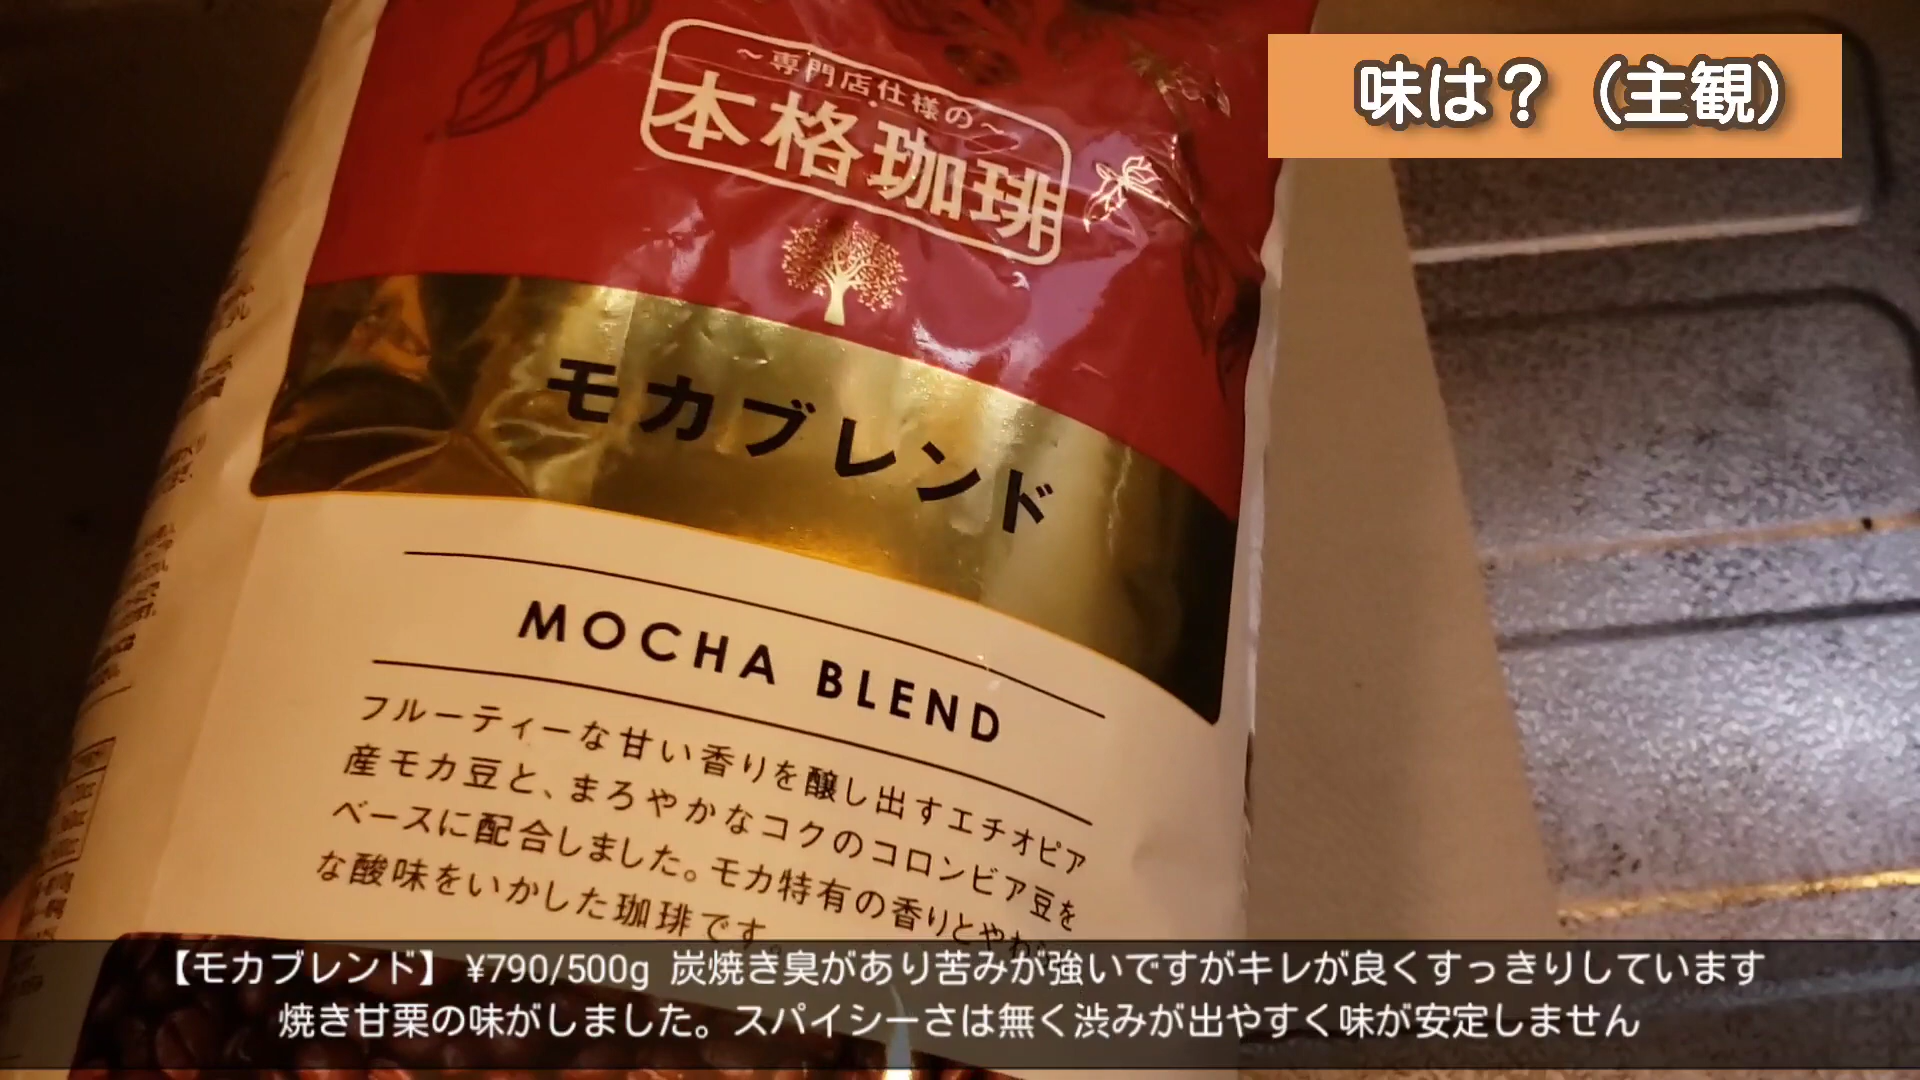 味は？（主観）
～専門店仕様の～
本格珈琲
モカブレンド
MOCHA BLEND
フルーティーな甘い香りを醸し出すエチオピア
産モカ豆と、まろやかなコクのコロンビア豆を
ベースに配合しました。モカ特有の香りとやわ
な酸味をいかした珈琲です。
【モカブレンド】 ¥790/500g 炭焼き臭があり苦みが強いですがキレが良くすっきりしています
焼き甘栗の味がしました。スパイシーさは無く渋みが出やすく味が安定しません